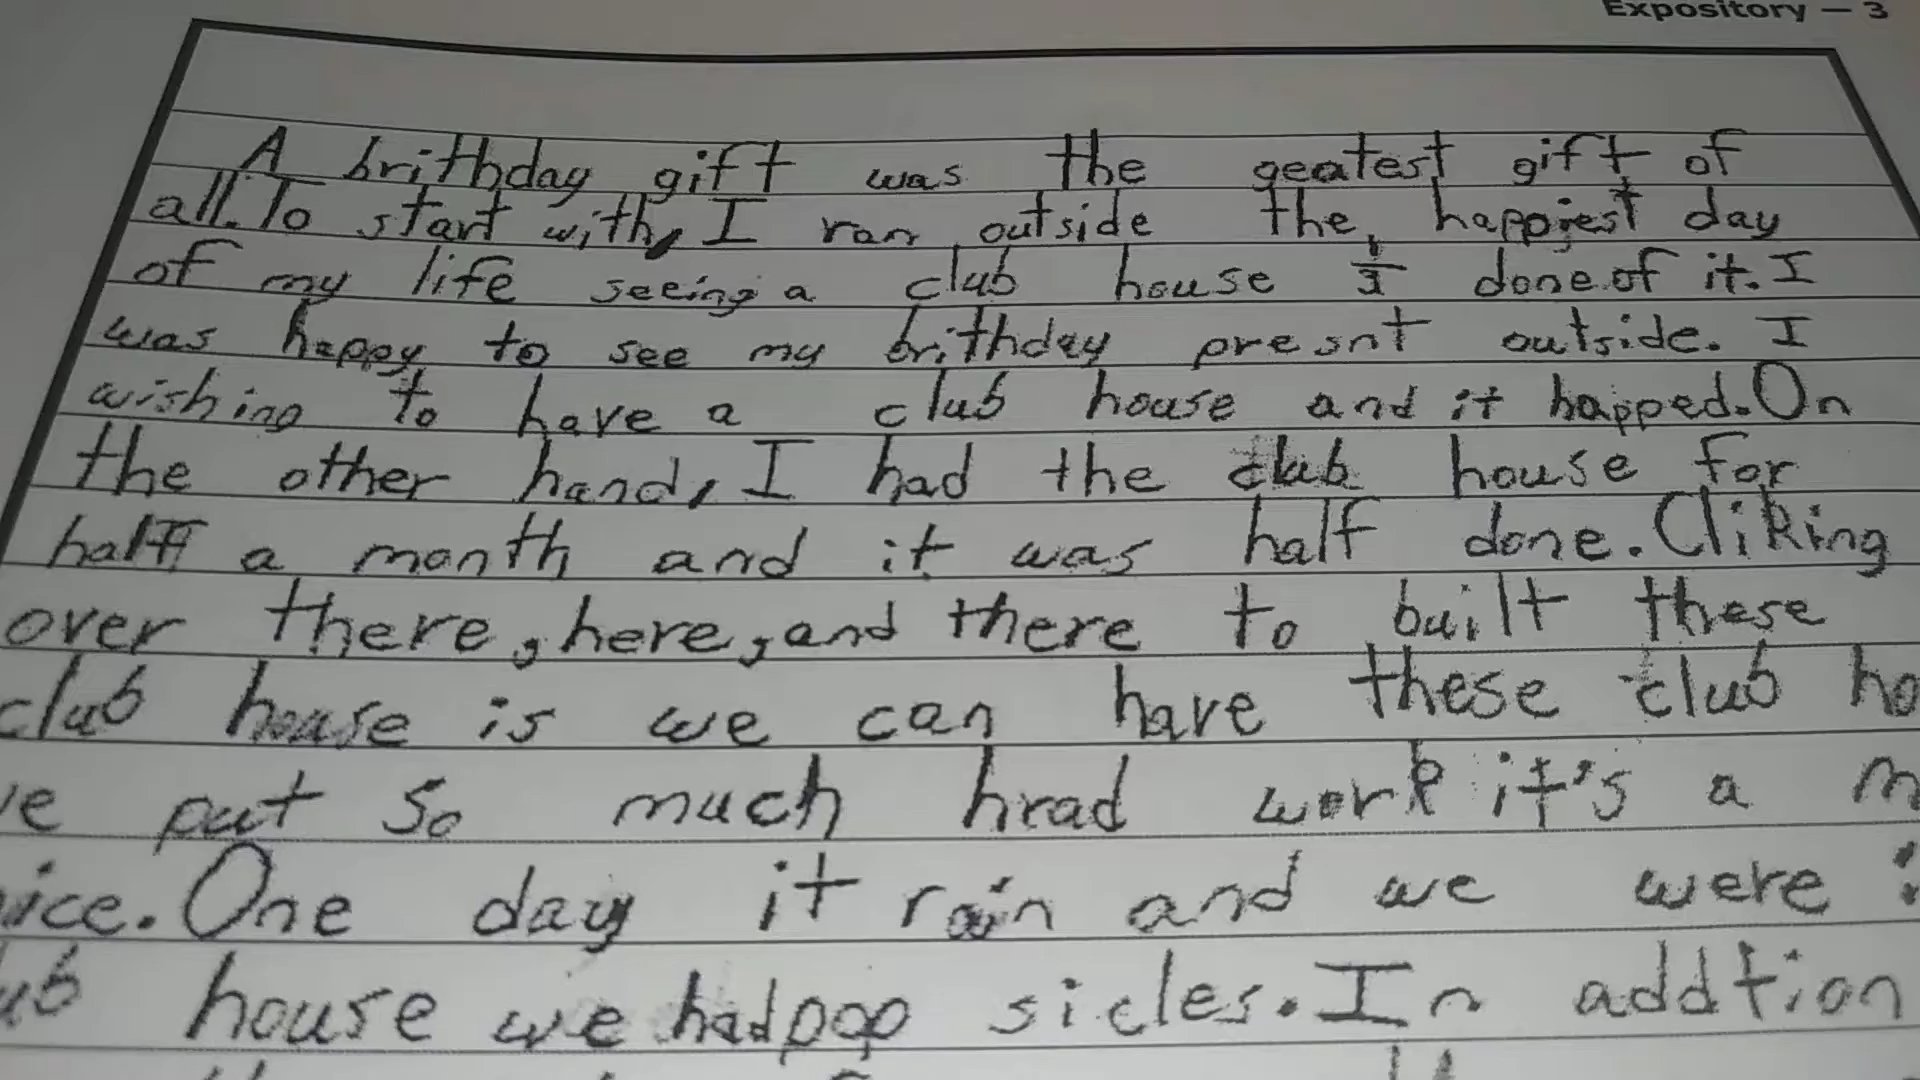 Expository — 3
A brithday gift was the geatest gift of
all. To start with, I ran outside the happiest day
of my life seeing a club house done of it. I
was happy to see my brithday presnt outside. I
wishing to have a club house and it happed. On
the other hand, I had the club house for
half a month and it was half done. Cliking
over there, here, and there to built these
club house is we can have these club ho
put so much hrad work it's a
One day it rain and we were
house we had pop sicles. In addtion